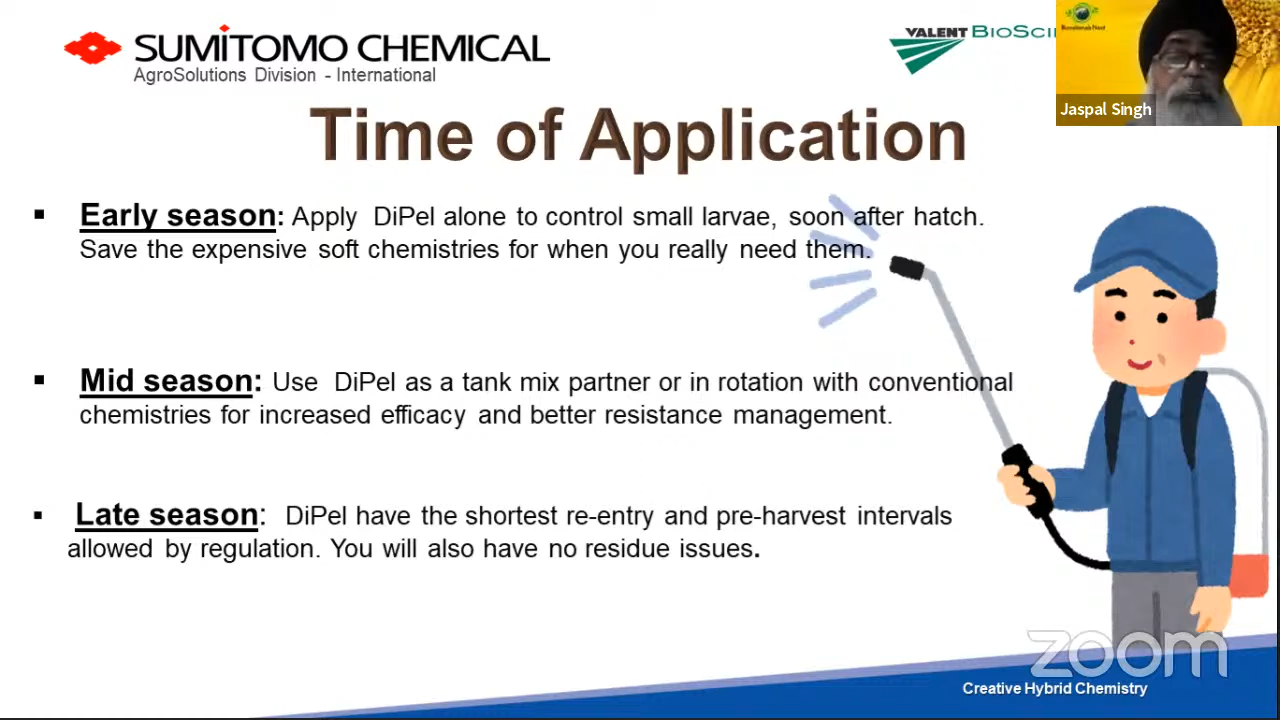 SUMITOMO CHEMICAL
AgroSolutions Division - International
VALENT
Jaspal Singh
Time of Application
▪ Early season: Apply DiPel alone to control small larvae, soon after hatch.
Save the expensive soft chemistries for when you really need them.
▪ Mid season: Use DiPel as a tank mix partner or in rotation with conventional
chemistries for increased efficacy and better resistance management.
▪ Late season: DiPel have the shortest re-entry and pre-harvest intervals
allowed by regulation. You will also have no residue issues.
zoom
Creative Hybrid Chemistry